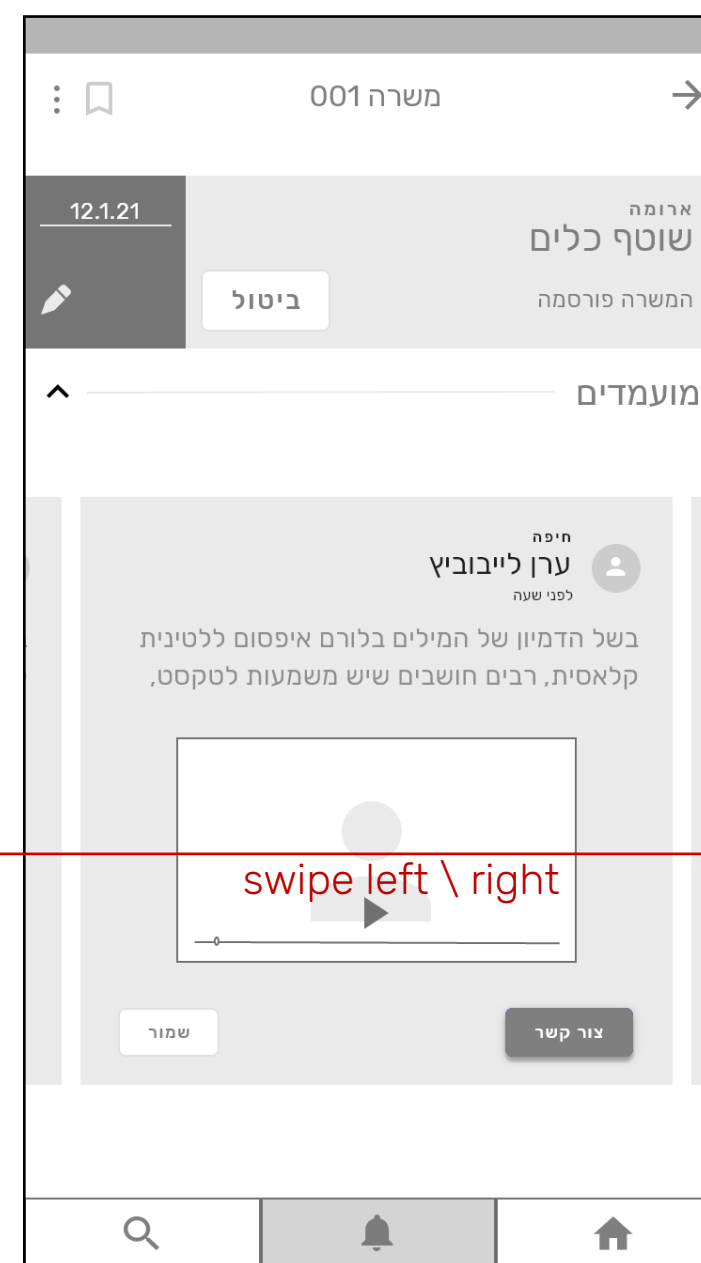 משרה 001
ארומה
שוטף כלים
המשרה פורסמה
ביטול
12.1.21
מועמדים
חיפה
ערן לייבוביץ
לפני שעה
בשל הדמיון של המילים בלורם איפסום ללטינית
קלאסית, רבים חושבים שיש משמעות לטקסט,
swipe left \ right
צור קשר
שמור